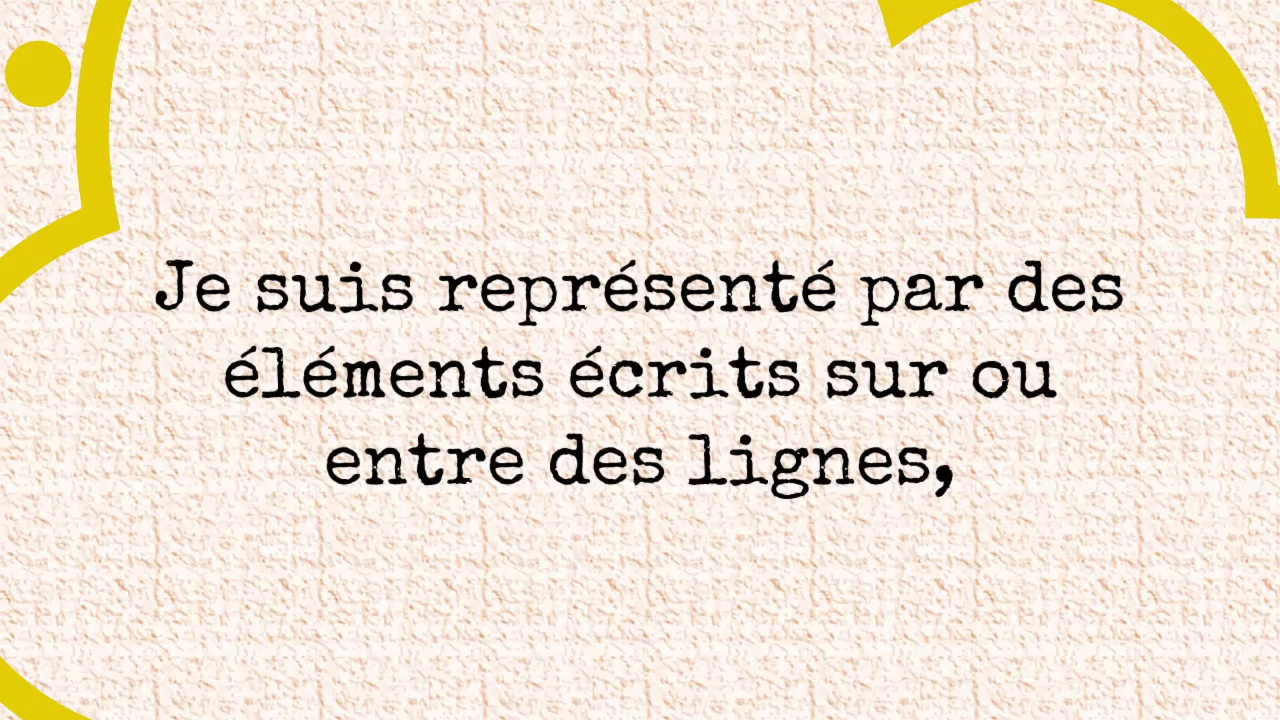 Je suis représenté par des
éléments écrits sur ou
entre des lignes,